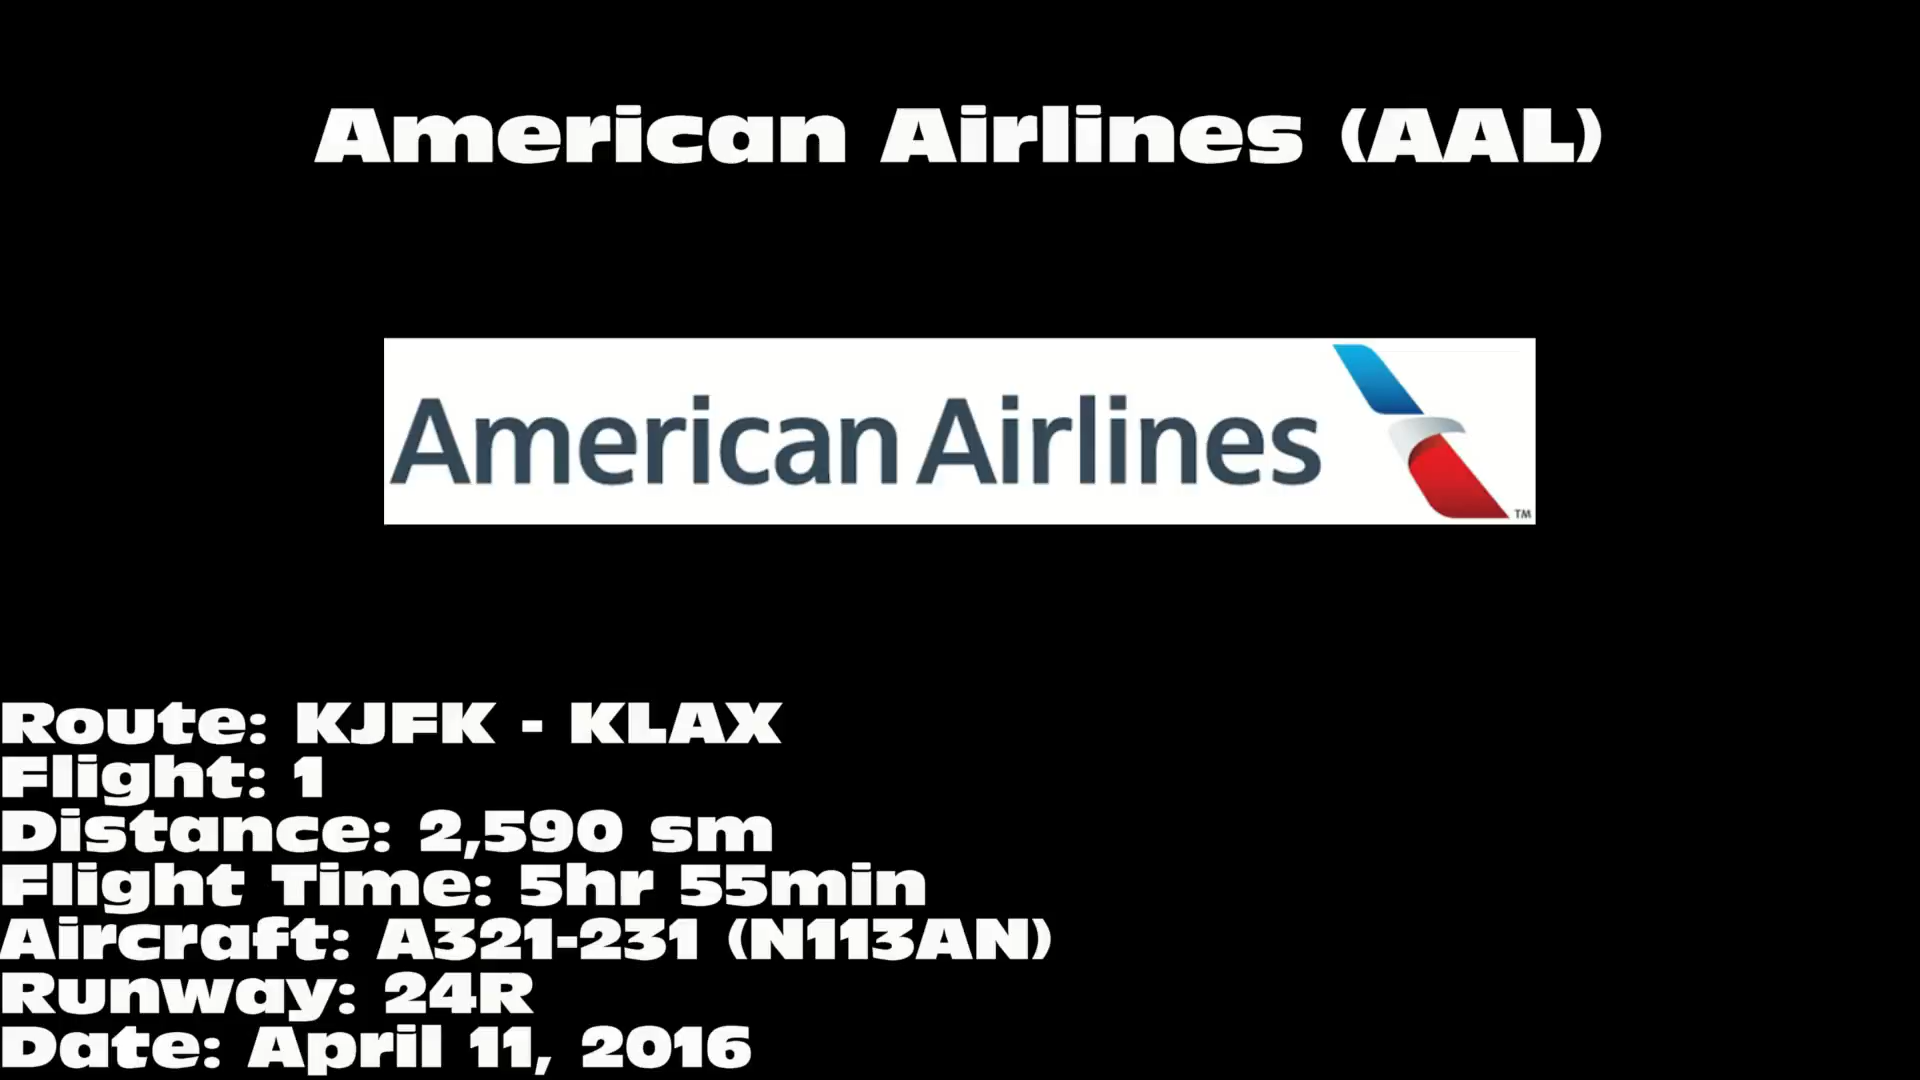 American Airlines (AAL)
American Airlines
TM
Route: KJFK - KLAX
Flight: 1
Distance: 2,590 sm
Flight Time: 5hr 55min
Aircraft: A321-231 (N113AN)
Runway: 24R
Date: April 11, 2016